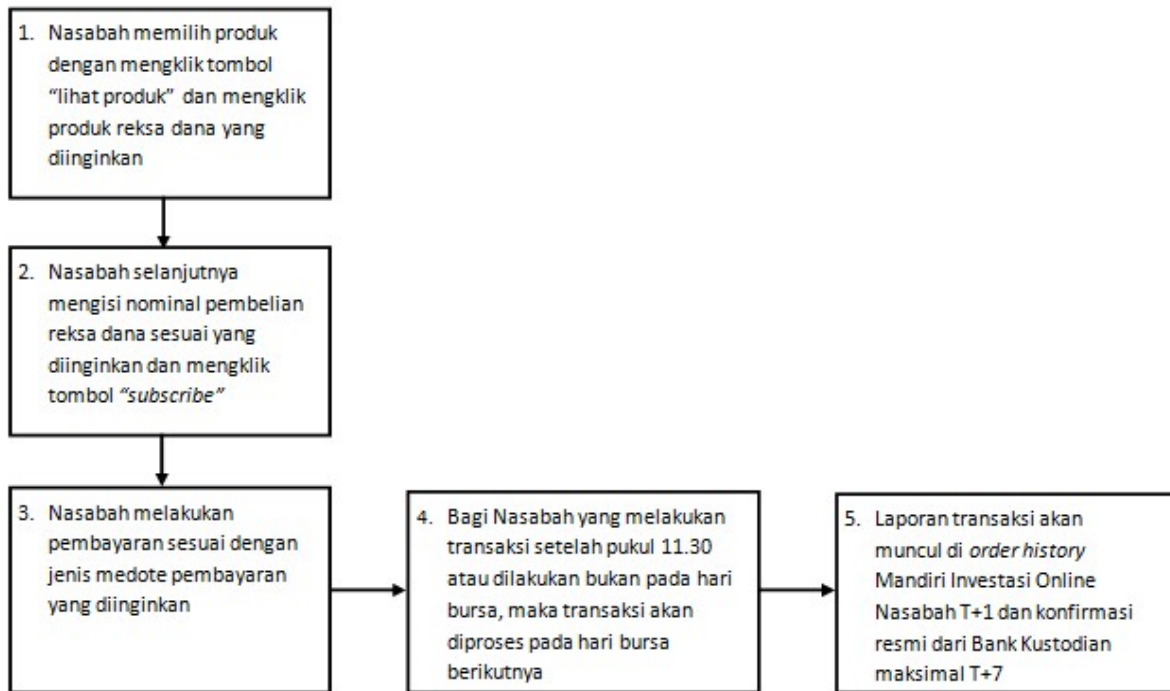 1. Nasabah memilih produk
dengan mengklik tombol
“lihat produk” dan mengklik
produk reksa dana yang
diinginkan
2. Nasabah selanjutnya
mengisi nominal pembelian
reksa dana sesuai yang
diinginkan dan mengklik
tombol “subscribe”
3. Nasabah melakukan
pembayaran sesuai dengan
jenis medote pembayaran
yang diinginkan
4. Bagi Nasabah yang melakukan
transaksi setelah pukul 11.30
atau dilakukan bukan pada hari
bursa, maka transaksi akan
diproses pada hari bursa
berikutnya
5. Laporan transaksi akan
muncul di order history
Mandiri Investasi Online
Nasabah T+1 dan konfirmasi
resmi dari Bank Kustodian
maksimal T+7